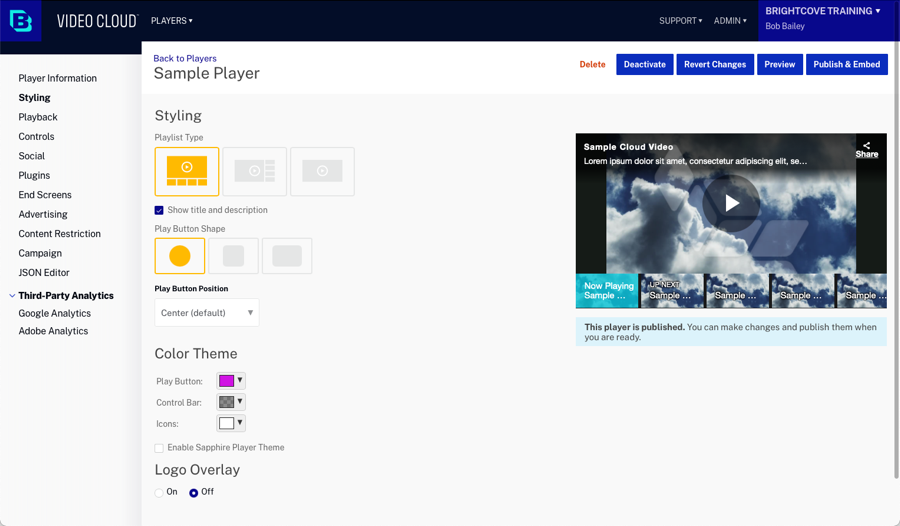 VIDEO CLOUD
PLAYERS
SUPPORT
ADMIN
BRIGHTCOVE TRAINING
Bob Bailey
Player Information
Styling
Playback
Controls
Social
Plugins
End Screens
Advertising
Content Restriction
Campaign
JSON Editor
Third-Party Analytics
Google Analytics
Adobe Analytics
Back to Players
Sample Player
Delete
Deactivate
Revert Changes
Preview
Publish & Embed
Styling
Playlist Type
Show title and description
Play Button Shape
Play Button Position
Center (default)
Color Theme
Play Button:
Control Bar:
Icons:
Enable Sapphire Player Theme
Logo Overlay
On
Off
Sample Cloud Video
Lorem ipsum dolor sit amet, consectetur adipiscing elit, se...
Share
Now Playing
Sample ...
UP NEXT
Sample ...
Sample ...
Sample ...
Sample ...
This player is published. You can make changes and publish them when
you are ready.